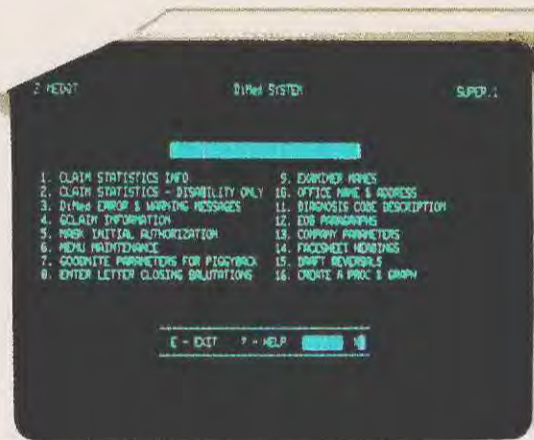 DiMed SYSTEM
SUPER.1
1. CLAIM STATISTICS INFO
2. CLAIM STATISTICS - DISABILITY ONLY
3. DiMed ERROR & WARNING MESSAGES
4. GCLAIM INFORMATION
5. MASK INITIAL AUTHORIZATION
6. MENU MAINTENANCE
7. GOODNITE PARAMETERS FOR PIGGYBACK
8. ENTER LETTER CLOSING SALUTATIONS
9. EXAMINER NAMES
10. OFFICE NAME & ADDRESS
11. DIAGNOSIS CODE DESCRIPTION
12. EOB PARAGRAPHS
13. COMPANY PARAMETERS
14. FACESHEET HEADINGS
15. DRAFT REVERSALS
16. CREATE A PROC & GRAPH
E - EXIT ? - HELP